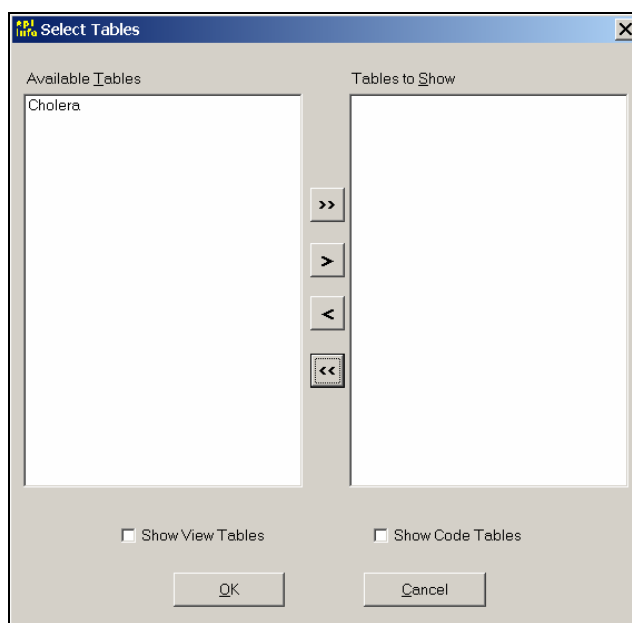 EPI
Info
Select Tables
Available Tables
Tables to Show
Cholera
>>
>
<
<<
Show View Tables
Show Code Tables
OK
Cancel